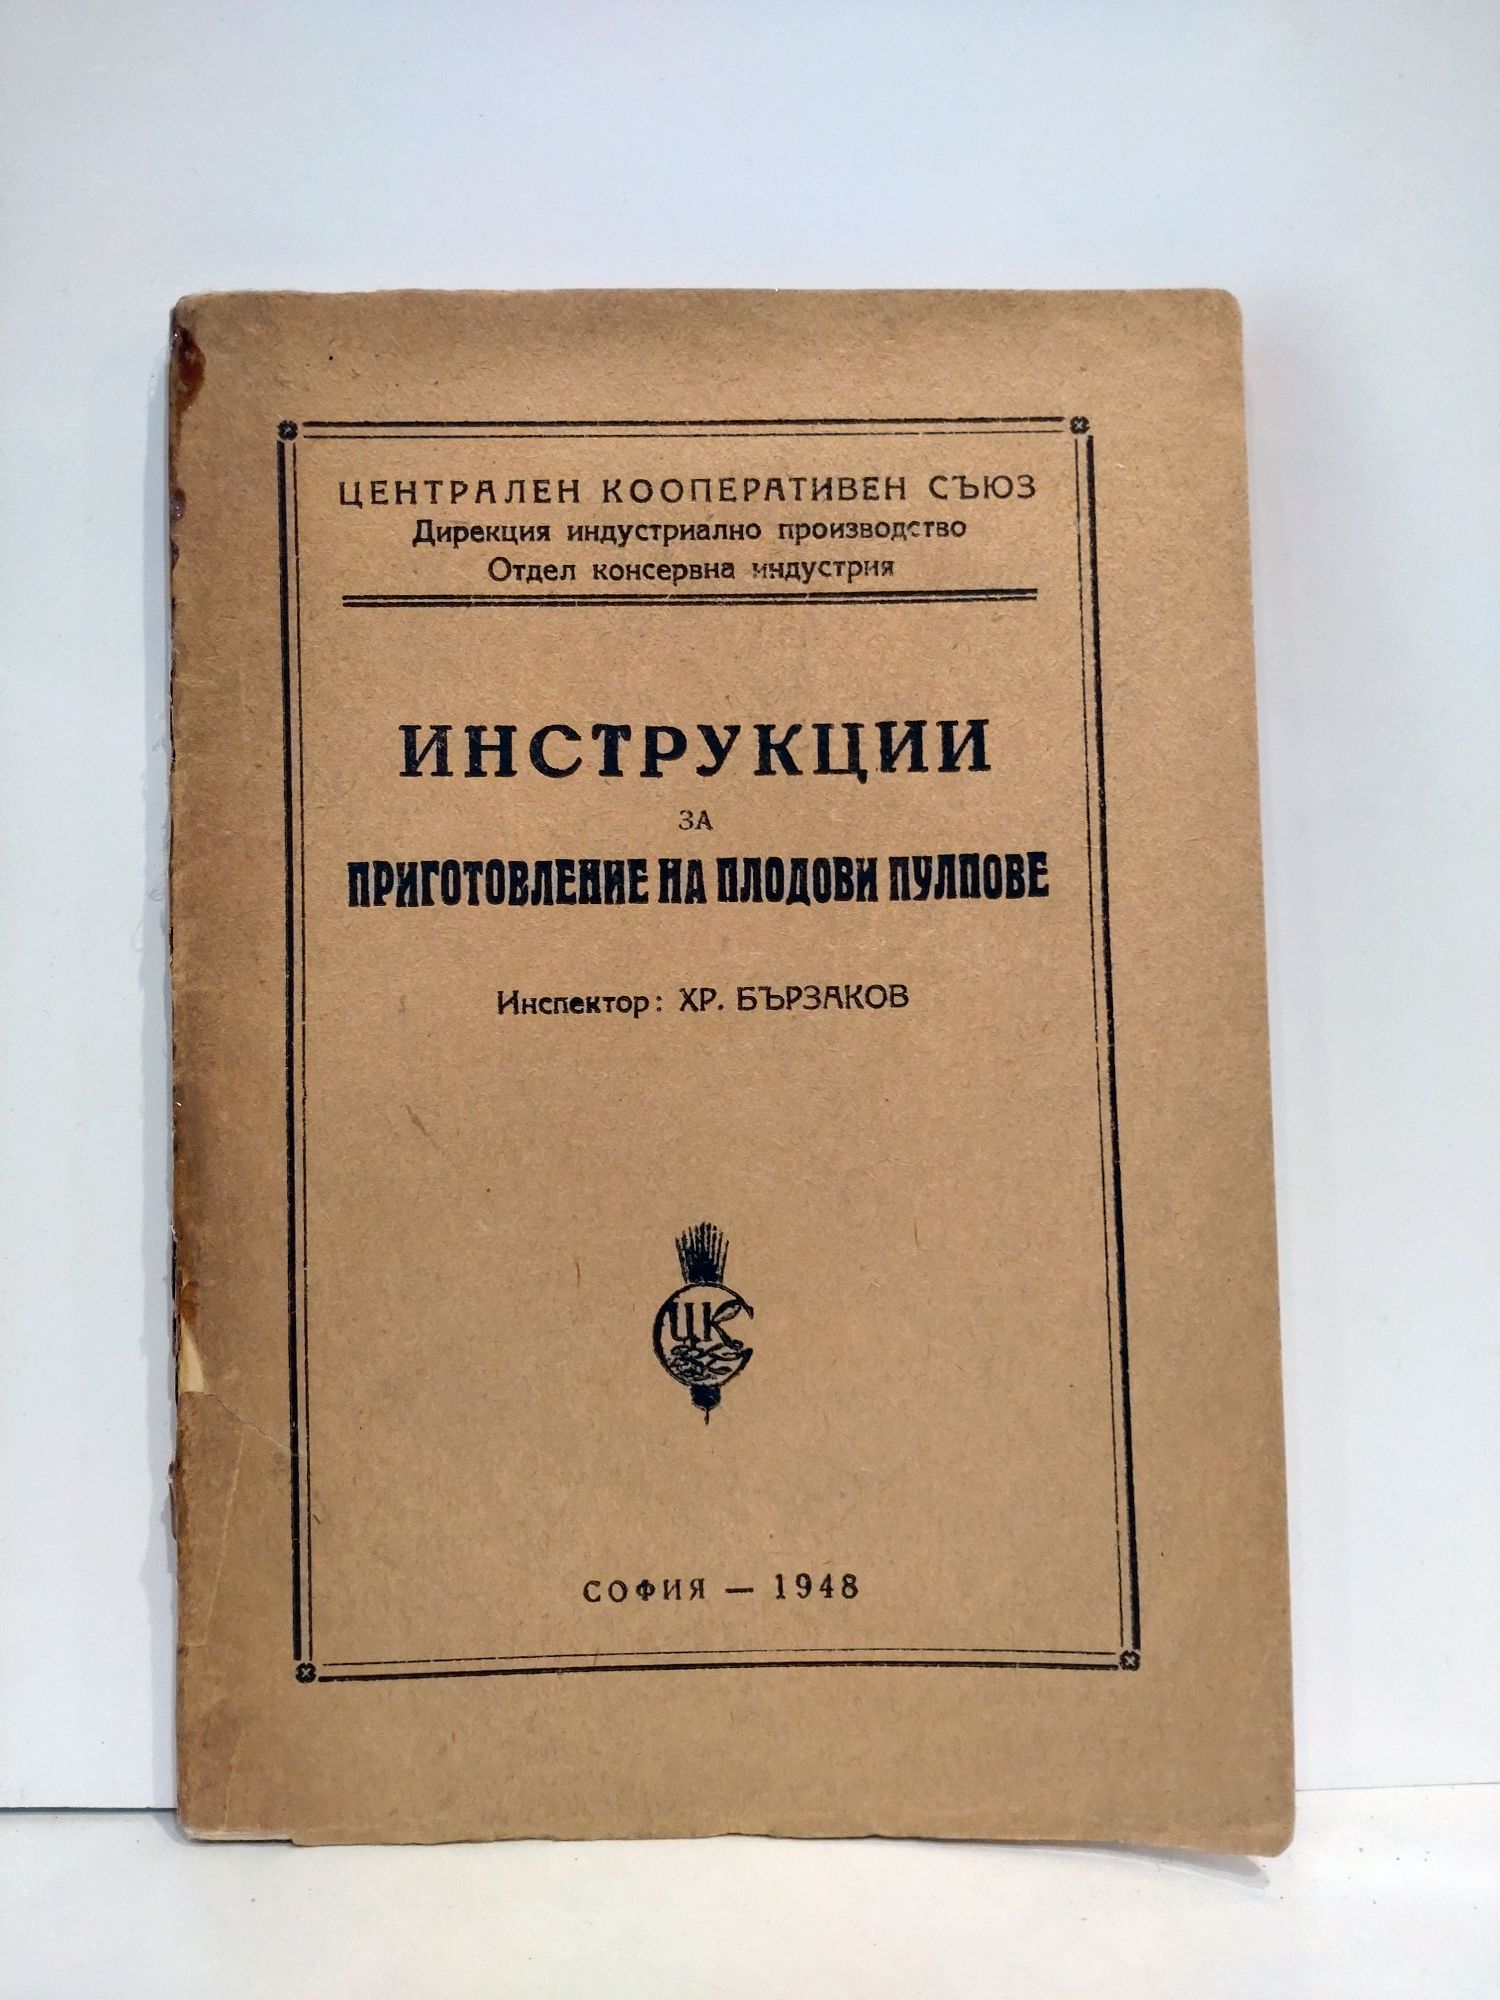 ЦЕНТРАЛЕН КООПЕРАТИВЕН СЪЮЗ
Дирекция индустриално производство
Отдел консервна индустрия
ИНСТРУКЦИИ
ЗА
ПРИГОТОВЛЕНИЕ НА ПЛОДОВИ ПУЛПОВЕ
Инспектор: ХР. БЪРЗАКОВ
ЦКС
СОФИЯ — 1948